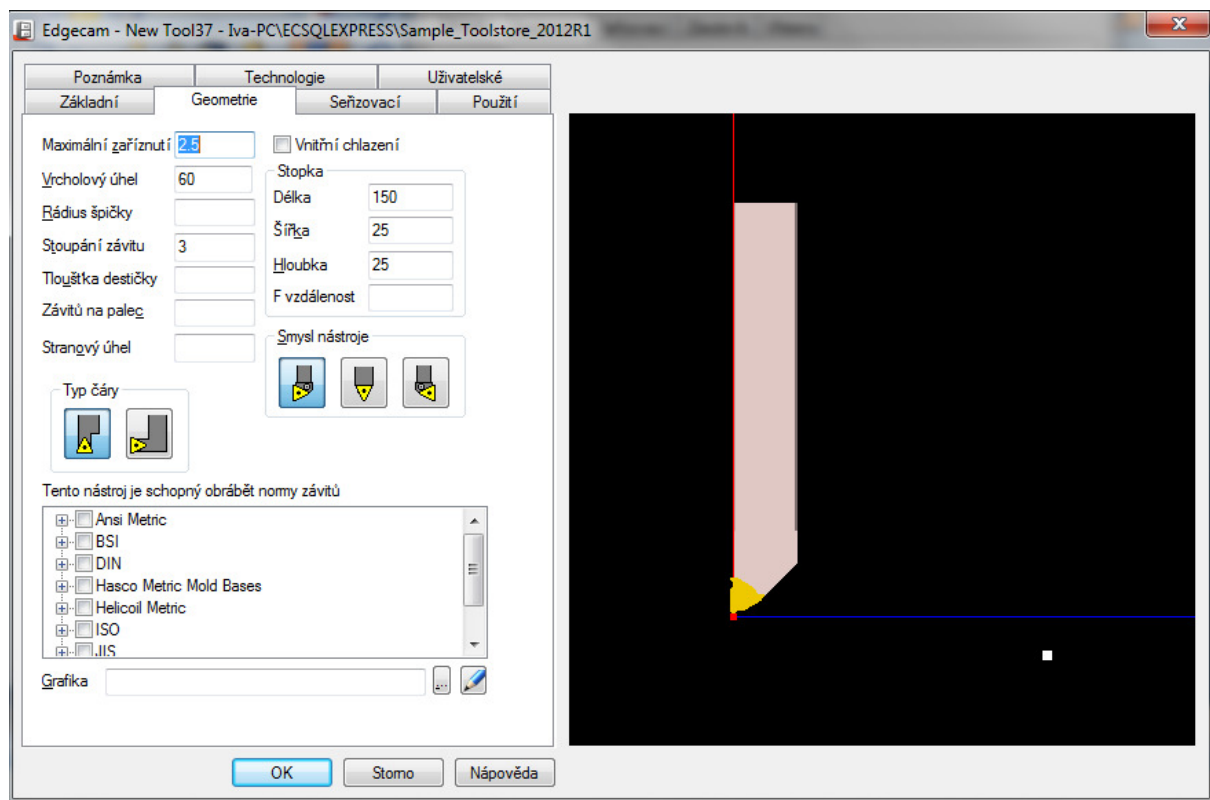 Edgecam - New Tool37 - Iva-PC\ECSQLEXPRESS\Sample_Toolstore_2012R1
Poznámka Technologie Uživatelské
Základní Geometrie Seřizovací Použití
Maximální zaříznutí 2.5
Vrcholový úhel 60
Rádius špičky
Stoupání závitu 3
Tloušťka destičky
Závitů na palec
Stranový úhel
Vnitřní chlazení
Stopka
Délka 150
Šířka 25
Hloubka 25
F vzdálenost
Smysl nástroje
Typ čáry
Tento nástroj je schopný obrábět normy závitů
Ansi Metric
BSI
DIN
Hasco Metric Mold Bases
Helicoil Metric
ISO
JIS
Grafika ...
OK Storno Nápověda